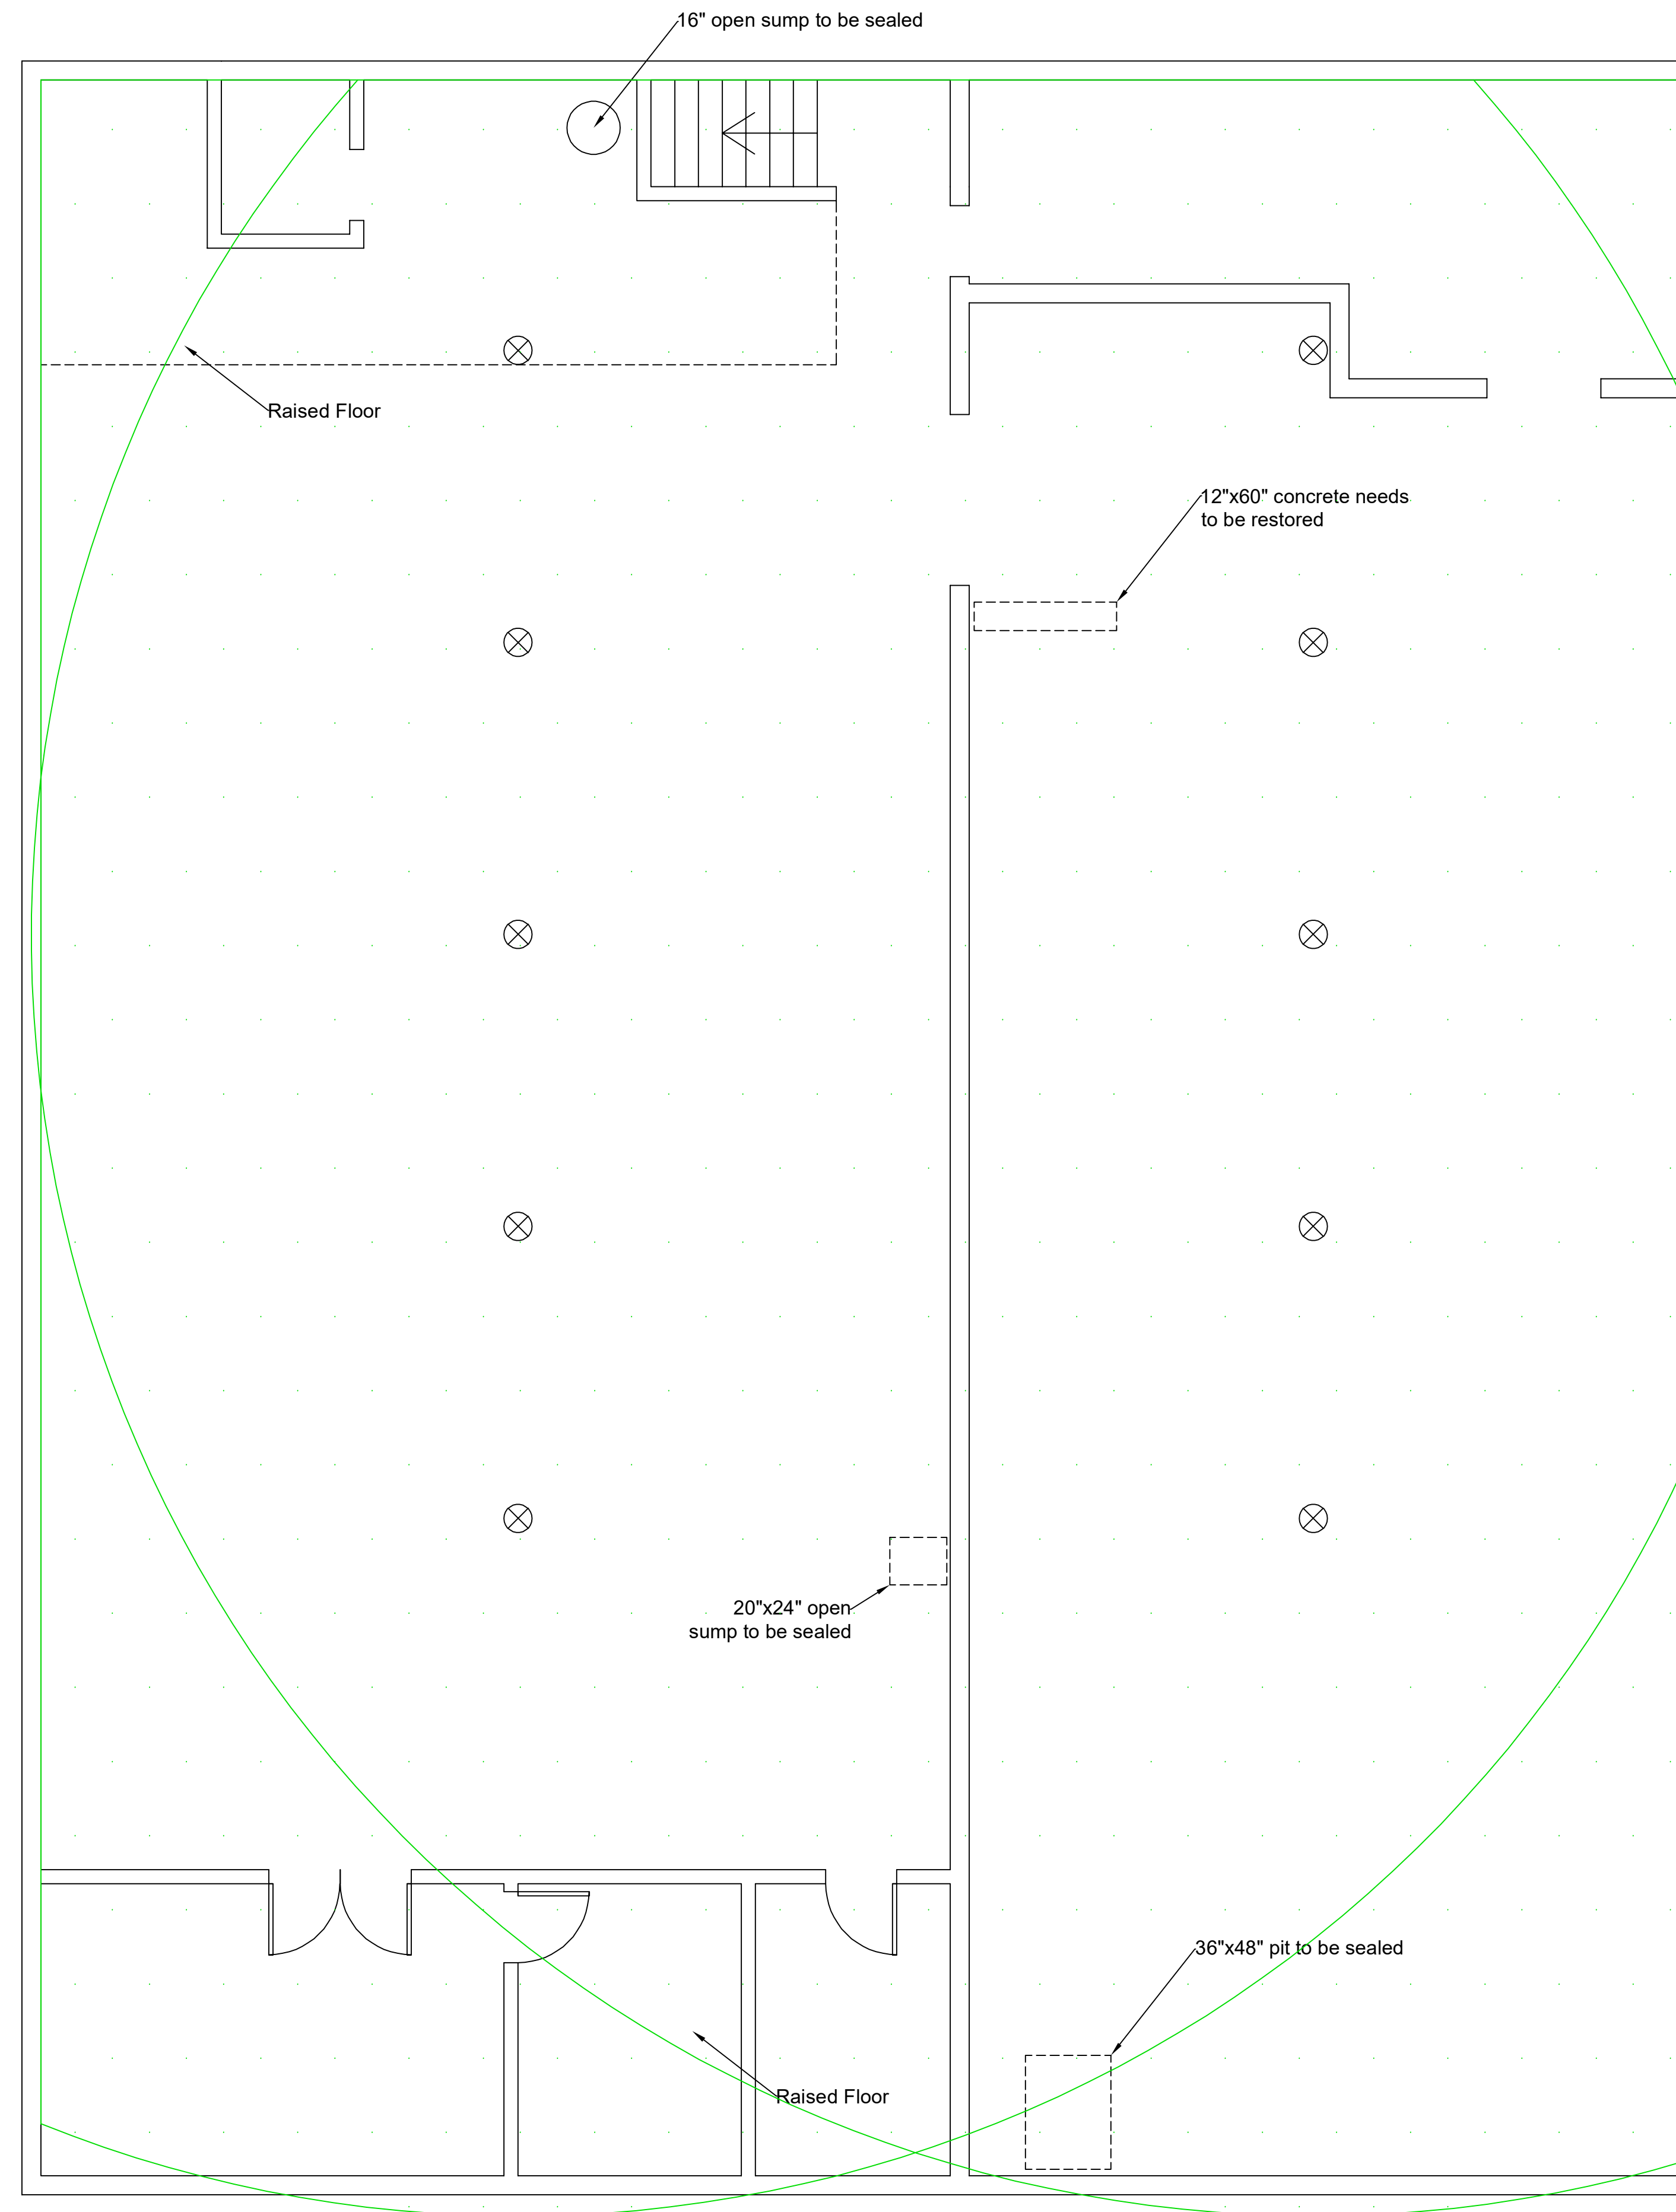 16" open sump to be sealed
Raised Floor
12"x60" concrete needs
to be restored
20"x24" open
sump to be sealed
36"x48" pit to be sealed
Raised Floor